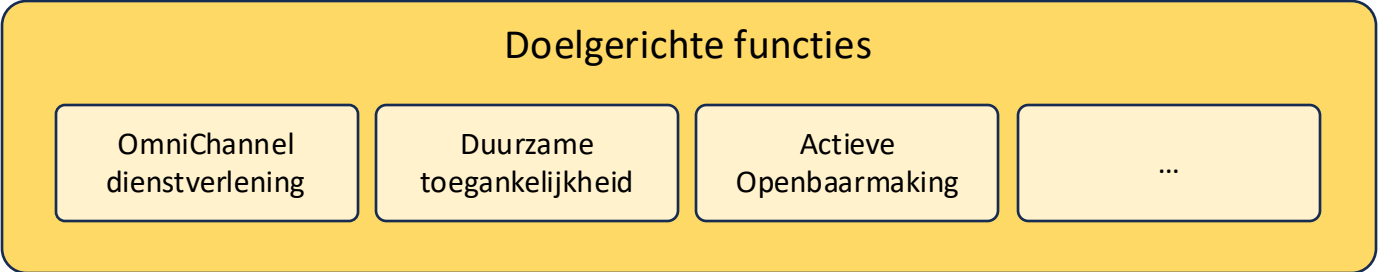 Doelgerichte functies
OmniChannel
dienstverlening
Duurzame
toegankelijkheid
Actieve
Openbaarmaking
...